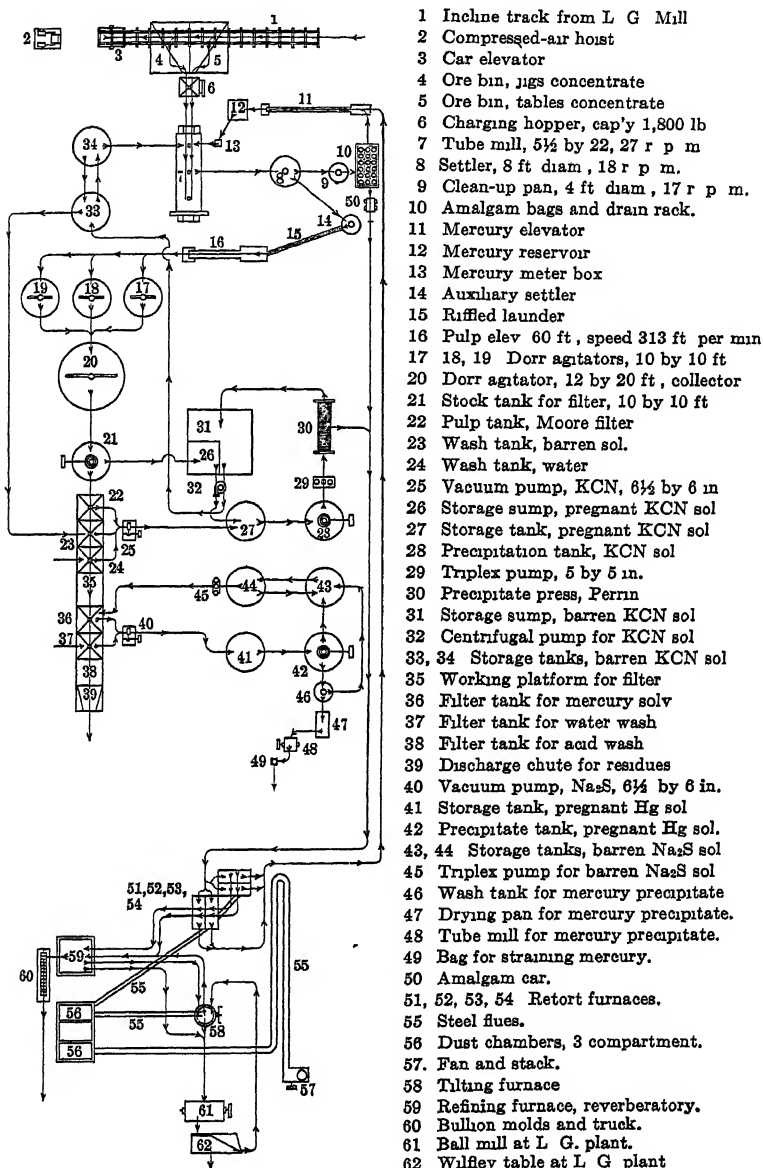 1 Incline track from L G Mill
2 Compressed-air hoist
3 Car elevator
4 Ore bin, jigs concentrate
5 Ore bin, tables concentrate
6 Charging hopper, cap'y 1,800 lb
7 Tube mill, 5½ by 22, 27 r p m
8 Settler, 8 ft diam , 18 r p m.
9 Clean-up pan, 4 ft diam , 17 r p m.
10 Amalgam bags and drain rack.
11 Mercury elevator
12 Mercury reservoir
13 Mercury meter box
14 Auxiliary settler
15 Riffled launder
16 Pulp elev 60 ft , speed 313 ft per min
17 18, 19 Dorr agitators, 10 by 10 ft
20 Dorr agitator, 12 by 20 ft , collector
21 Stock tank for filter, 10 by 10 ft
22 Pulp tank, Moore filter
23 Wash tank, barren sol.
24 Wash tank, water
25 Vacuum pump, KCN, 6½ by 6 in
26 Storage sump, pregnant KCN sol
27 Storage tank, pregnant KCN sol
28 Precipitation tank, KCN sol
29 Triplex pump, 5 by 5 in.
30 Precipitate press, Perrin
31 Storage sump, barren KCN sol
32 Centrifugal pump for KCN sol
33, 34 Storage tanks, barren KCN sol
35 Working platform for filter
36 Filter tank for mercury solv
37 Filter tank for water wash
38 Filter tank for acid wash
39 Discharge chute for residues
40 Vacuum pump, Na₂S, 6½ by 6 in.
41 Storage tank, pregnant Hg sol
42 Precipitate tank, pregnant Hg sol.
43, 44 Storage tanks, barren Na₂S sol
45 Triplex pump for barren Na₂S sol
46 Wash tank for mercury precipitate
47 Drying pan for mercury precipitate.
48 Tube mill for mercury precipitate.
49 Bag for straining mercury.
50 Amalgam car.
51, 52, 53, 54 Retort furnaces.
55 Steel flues.
56 Dust chambers, 3 compartment.
57. Fan and stack.
58 Tilting furnace
59 Refining furnace, reverberatory.
60 Bullion molds and truck.
61 Ball mill at L G. plant.
62 Wilfley table at L G plant
1
2
3
4
5
6
7
8
9
10
11
12
13
14
15
16
17
18
19
20
21
22
23
24
25
26
27
28
29
30
31
32
33
34
35
36
37
38
39
40
41
42
43
44
45
46
47
48
49
50
51, 52, 53,
54
55
55
55
56
56
57
58
59
60
61
62